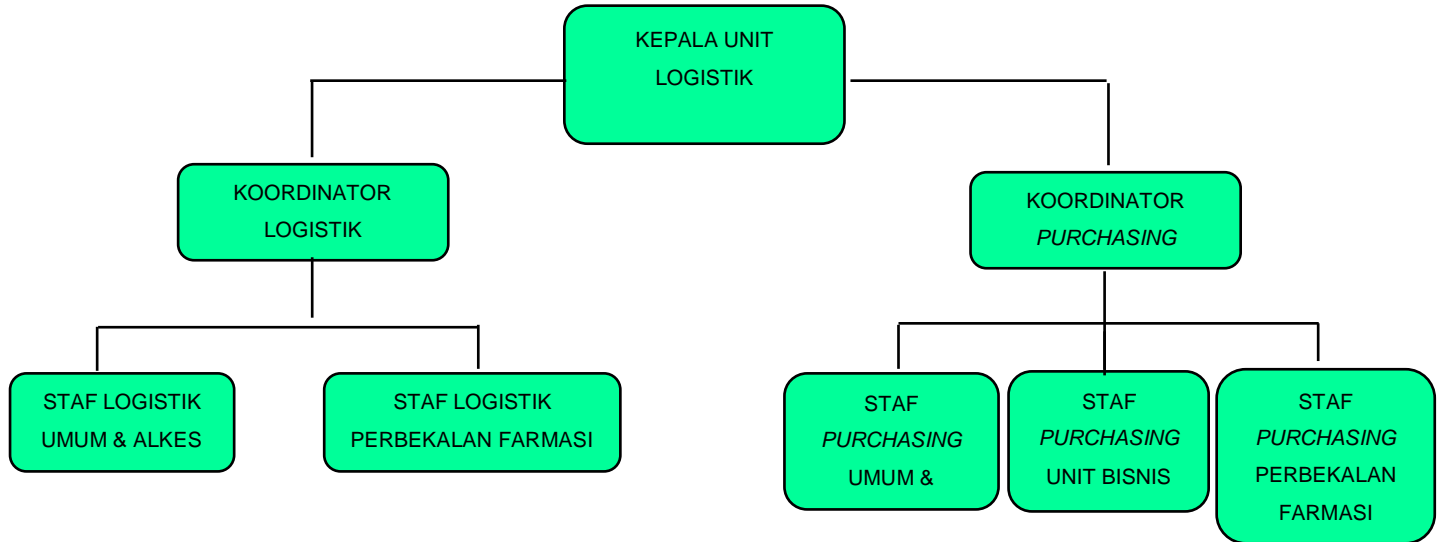 KEPALA UNIT
LOGISTIK
KOORDINATOR
LOGISTIK
KOORDINATOR
PURCHASING
STAF LOGISTIK
UMUM & ALKES
STAF LOGISTIK
PERBEKALAN FARMASI
STAF
PURCHASING
UMUM &
STAF
PURCHASING
UNIT BISNIS
STAF
PURCHASING
PERBEKALAN
FARMASI